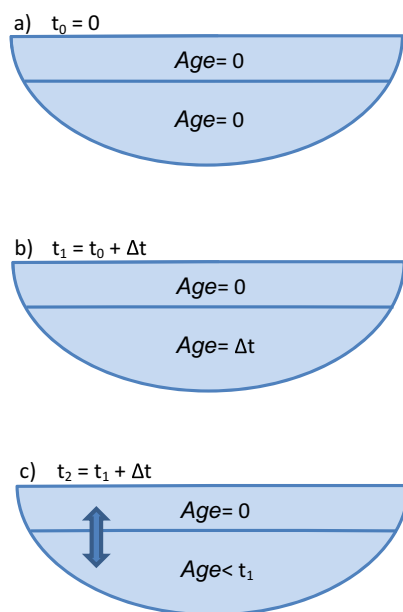 a) t₀ = 0
Age= 0
Age= 0
b) t₁ = t₀ + Δt
Age= 0
Age= Δt
c) t₂ = t₁ + Δt
Age= 0
Age< t₁